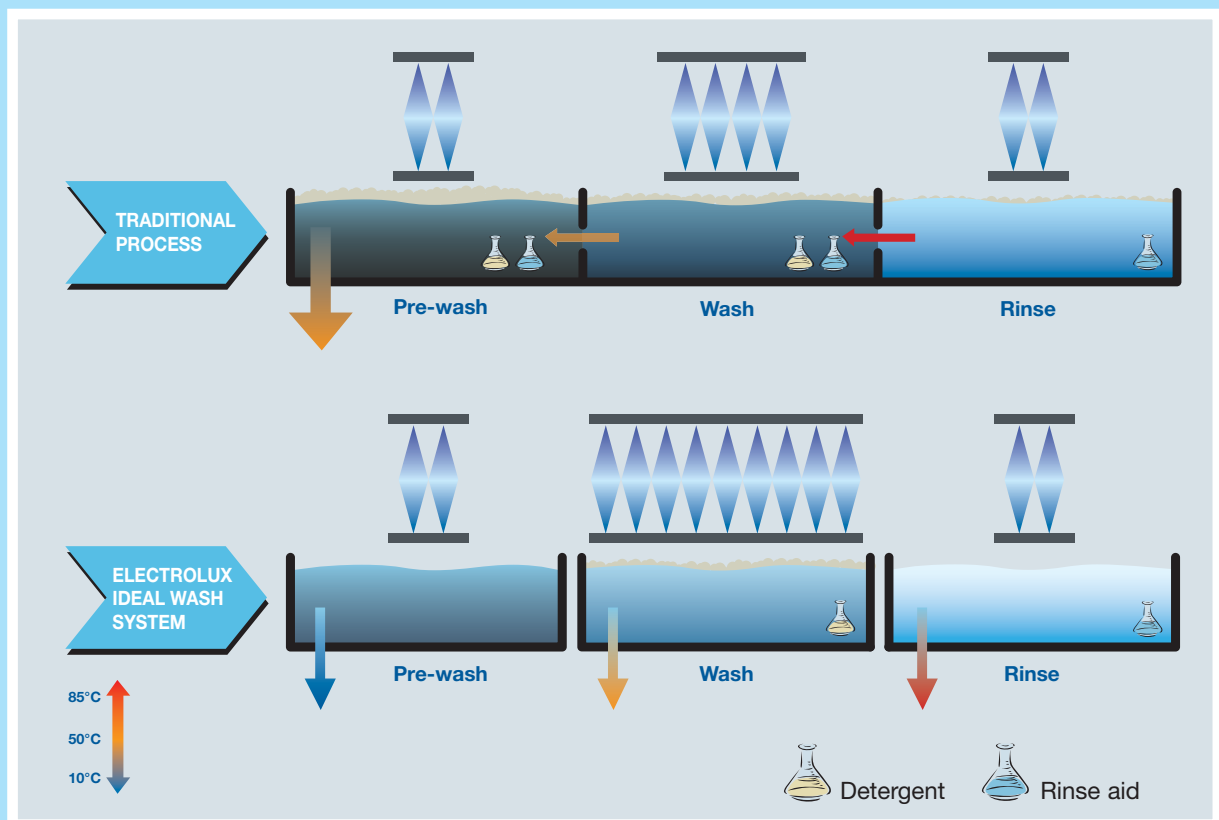 TRADITIONAL
PROCESS
Pre-wash
Wash
Rinse
ELECTROLUX
IDEAL WASH
SYSTEM
Pre-wash
Wash
Rinse
85°C
50°C
10°C
Detergent
Rinse aid